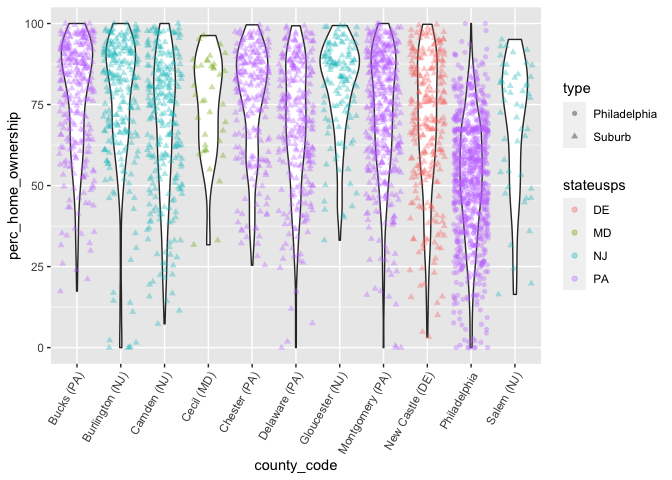 100
75
50
25
0
perc_home_ownership
Bucks (PA)
Burlington (NJ)
Camden (NJ)
Cecil (MD)
Chester (PA)
Delaware (PA)
Gloucester (NJ)
Montgomery (PA)
New Castle (DE)
Philadelphia
Salem (NJ)
county_code
type
Philadelphia
Suburb
stateusps
DE
MD
NJ
PA